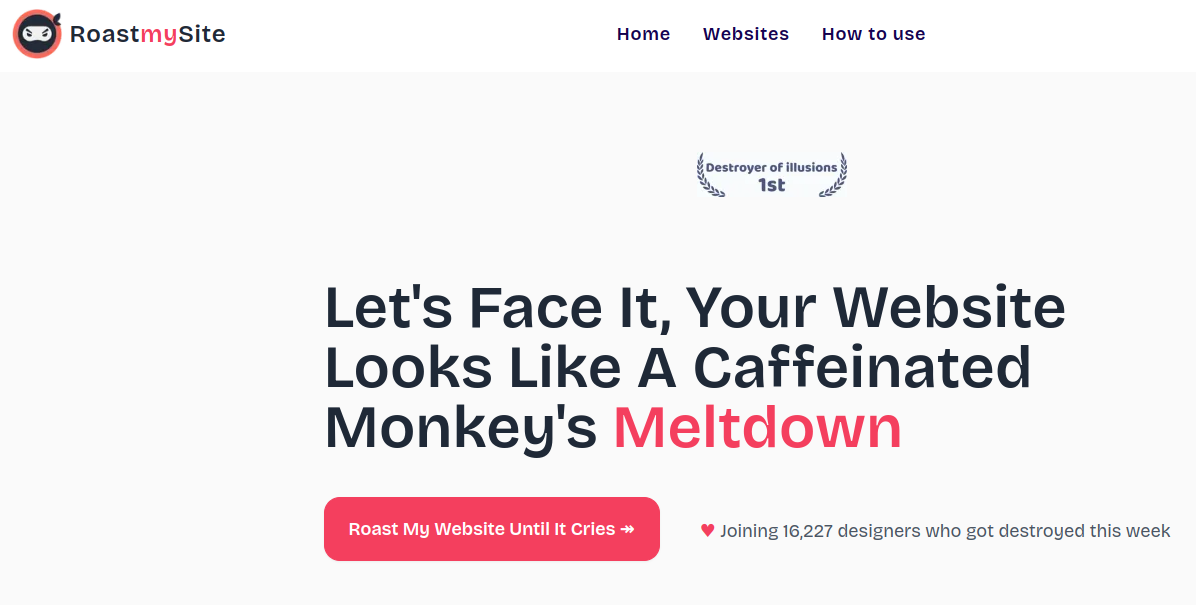 RoastmySite
Home
Websites
How to use
Destroyer of illusions
1st
Let's Face It, Your Website
Looks Like A Caffeinated
Monkey's Meltdown
Roast My Website Until It Cries ↠
♥ Joining 16,227 designers who got destroyed this week